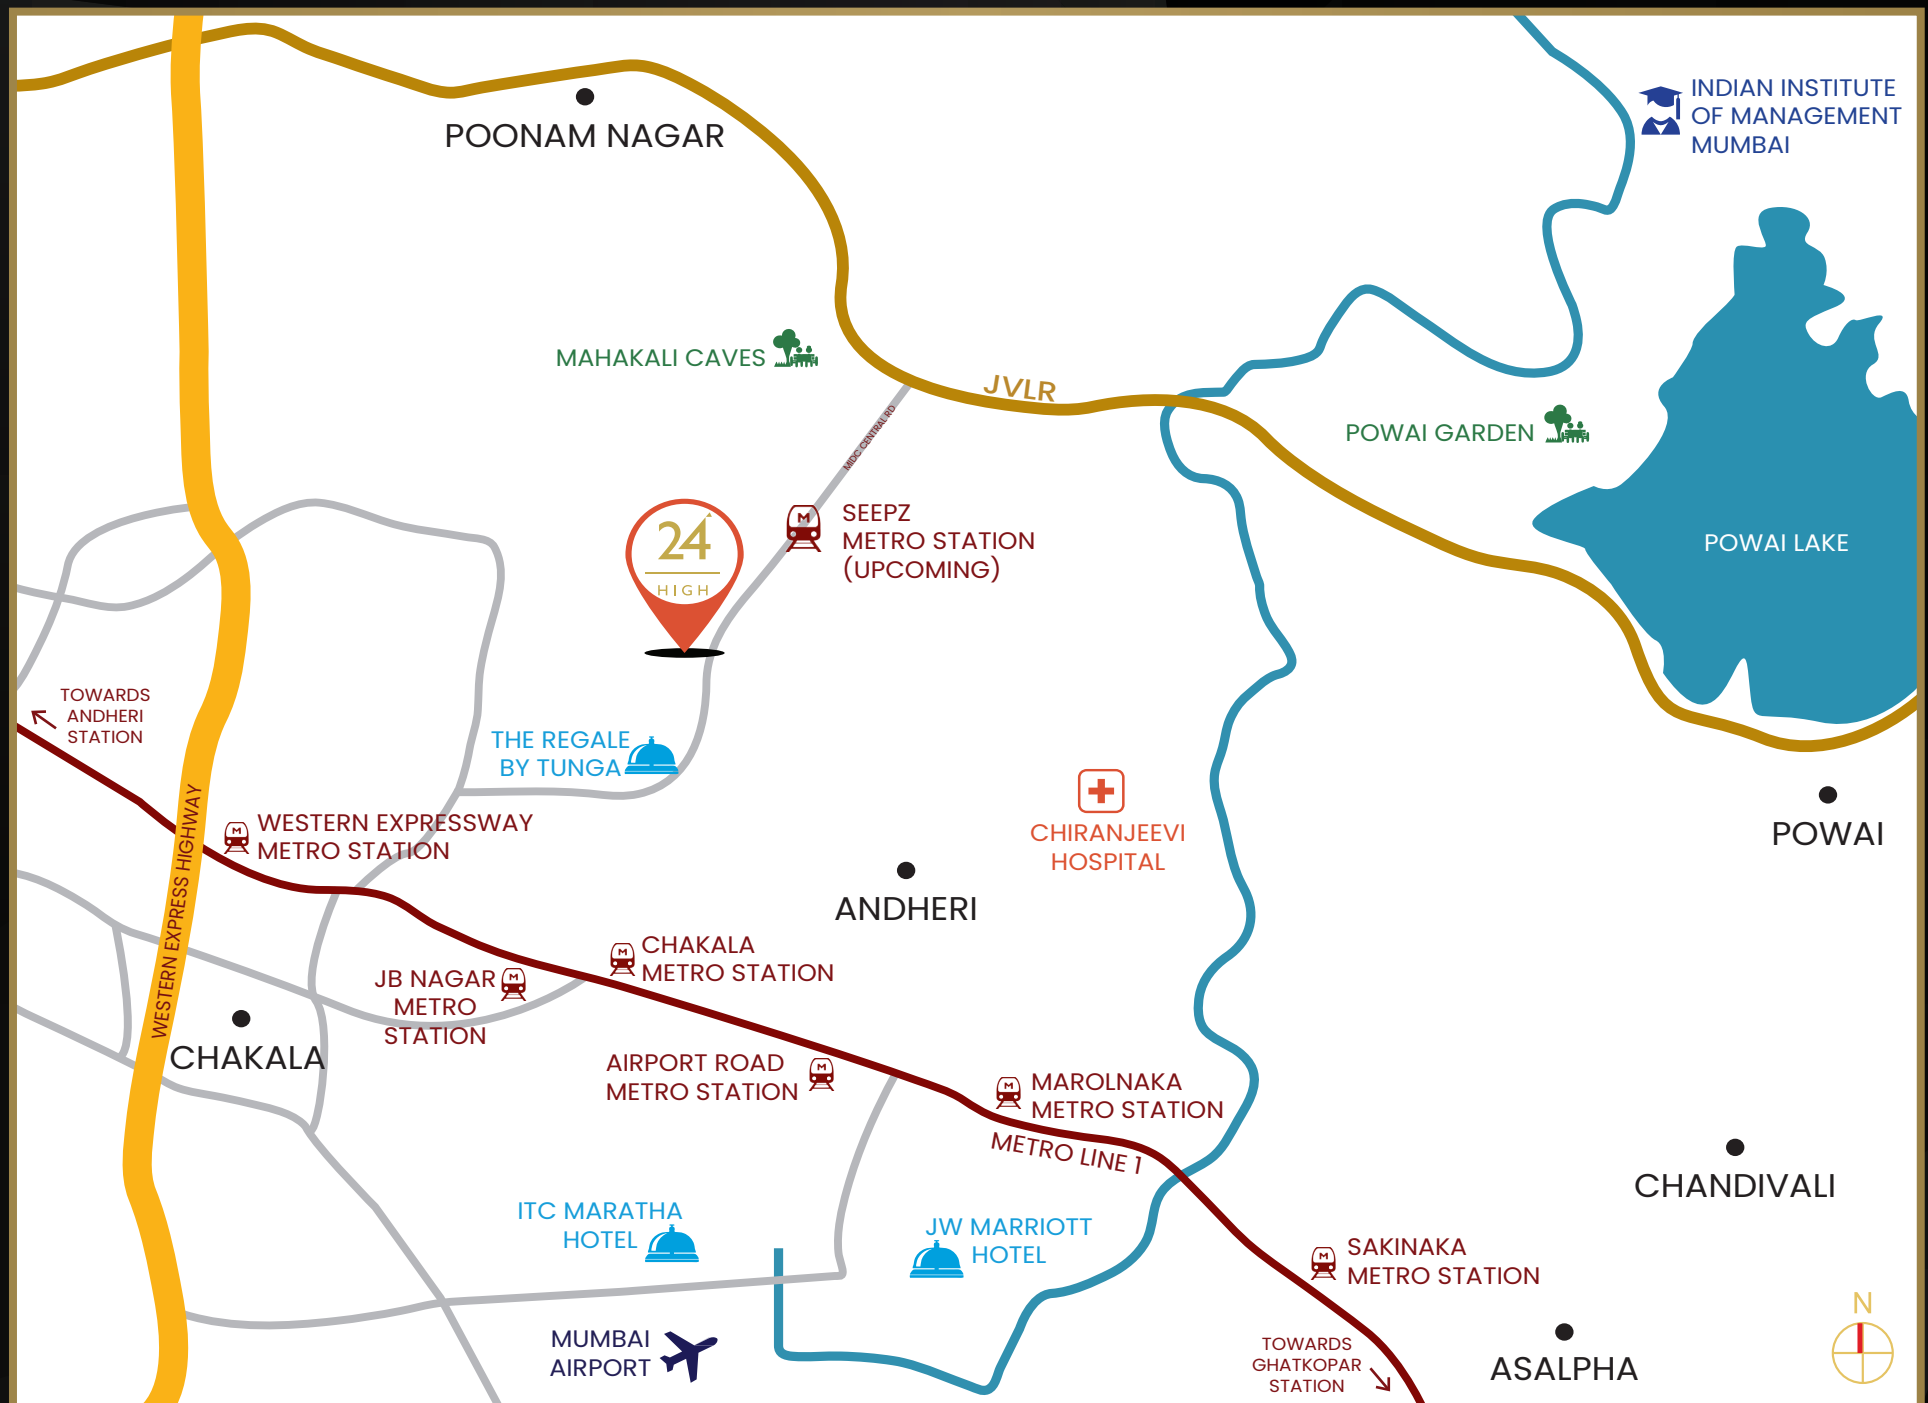 POONAM NAGAR
INDIAN INSTITUTE
OF MANAGEMENT
MUMBAI
MAHAKALI CAVES
JVLR
MIDC CENTRAL RD
POWAI GARDEN
POWAI LAKE
24
HIGH
SEEPZ
METRO STATION
(UPCOMING)
TOWARDS
ANDHERI
STATION
THE REGALE
BY TUNGA
WESTERN EXPRESSWAY
METRO STATION
WESTERN EXPRESS HIGHWAY
CHIRANJEEVI
HOSPITAL
POWAI
ANDHERI
CHAKALA
METRO STATION
JB NAGAR
METRO
STATION
CHAKALA
AIRPORT ROAD
METRO STATION
MAROLNAKA
METRO STATION
METRO LINE 1
CHANDIVALI
ITC MARATHA
HOTEL
JW MARRIOTT
HOTEL
SAKINAKA
METRO STATION
MUMBAI
AIRPORT
TOWARDS
GHATKOPAR
STATION
ASALPHA
N
M
M
M
M
M
M
M